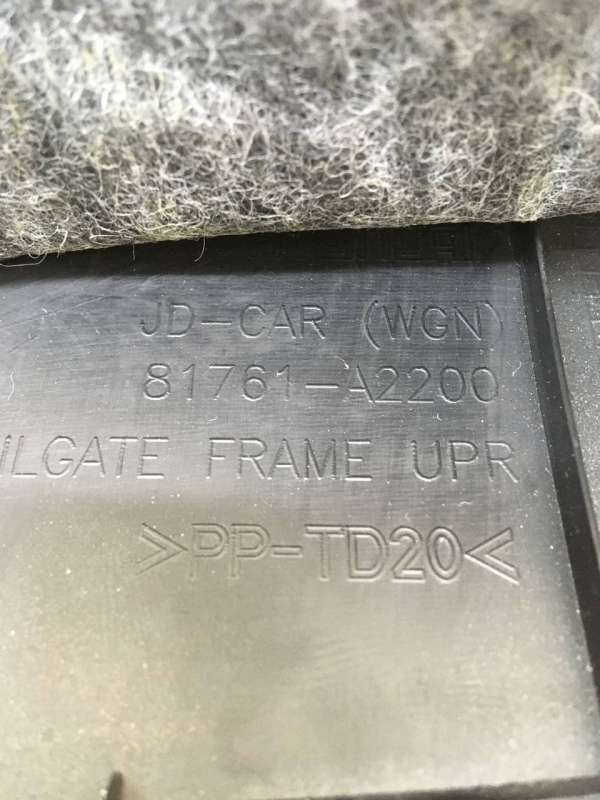 JD-CAR (WGN)
81761-A2200
ILGATE FRAME UPR
>PP-TD20<